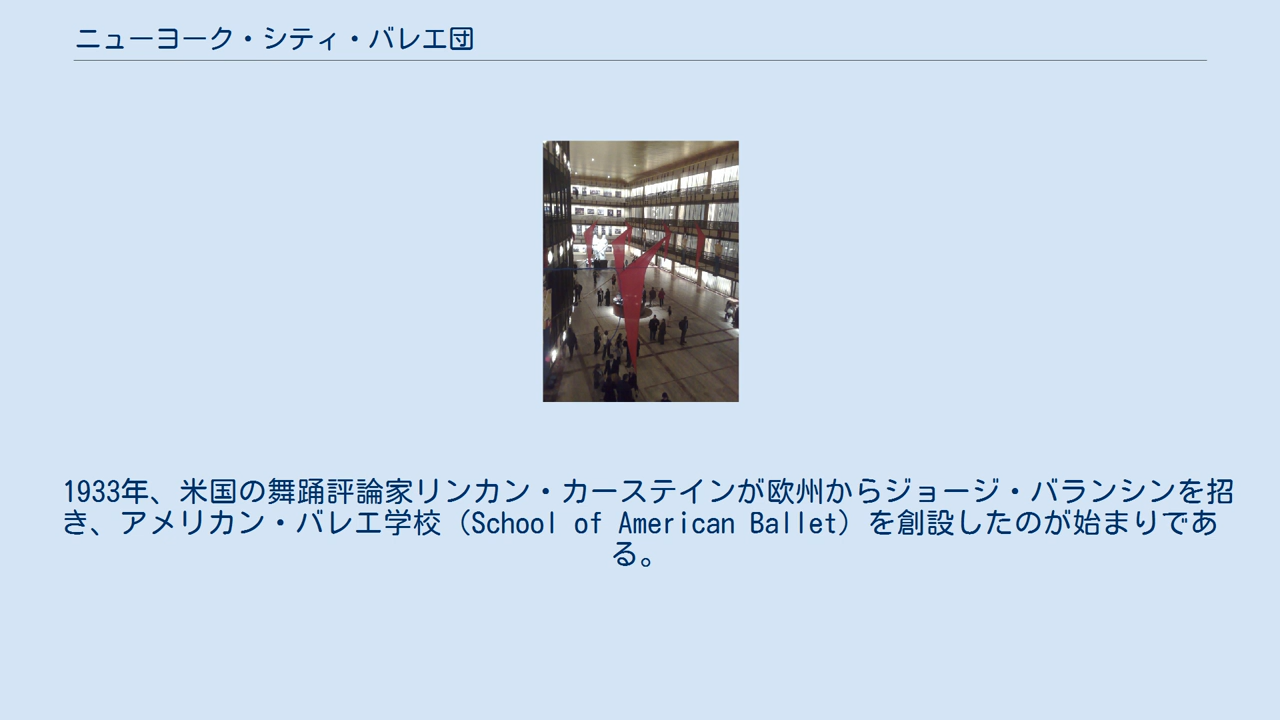 ニューヨーク・シティ・バレエ団
1933年、米国の舞踊評論家リンカン・カーステインが欧州からジョージ・バランシンを招
き、アメリカン・バレエ学校（School of American Ballet）を創設したのが始まりであ
る。